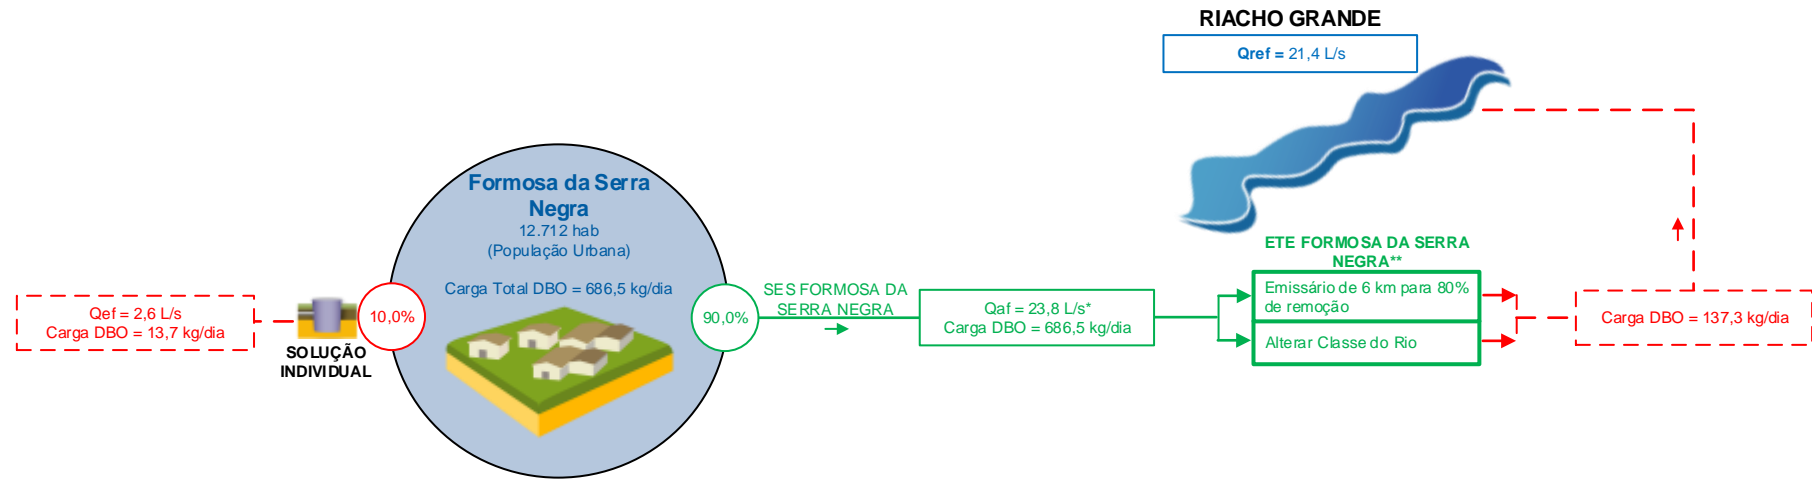 RIACHO GRANDE
Qref = 21,4 L/s
Formosa da Serra
Negra
12.712 hab
(População Urbana)
Carga Total DBO = 686,5 kg/dia
Qef = 2,6 L/s
Carga DBO = 13,7 kg/dia
SOLUÇÃO
INDIVIDUAL
10,0%
90,0%
SES FORMOSA DA
SERRA NEGRA
Qaf = 23,8 L/s*
Carga DBO = 686,5 kg/dia
ETE FORMOSA DA SERRA
NEGRA**
Emissário de 6 km para 80%
de remoção
Alterar Classe do Rio
Carga DBO = 137,3 kg/dia